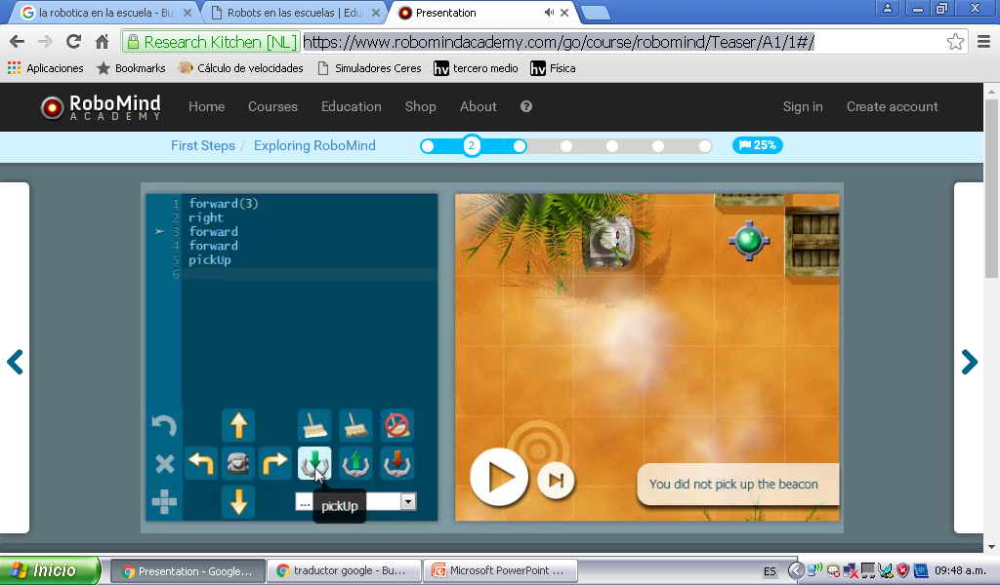 la robotica en la escuela - Bu
Robots en las escuelas | Edu
Presentation
Research Kitchen [NL]
https://www.robomindacademy.com/go/course/robomind/Teaser/A1/1#/
Aplicaciones
Bookmarks
Cálculo de velocidades
Simuladores Ceres
hv tercero medio
hv Física
RoboMind
ACADEMY
Home
Courses
Education
Shop
About
?
Sign in
Create account
First Steps / Exploring RoboMind
2
25%
1 forward(3)
2 right
3 forward
4 forward
5 pickUp
6
...
pickUp
You did not pick up the beacon
Inicio
Presentation - Google...
traductor google - Bu...
Microsoft PowerPoint ...
ES
09:48 a.m.